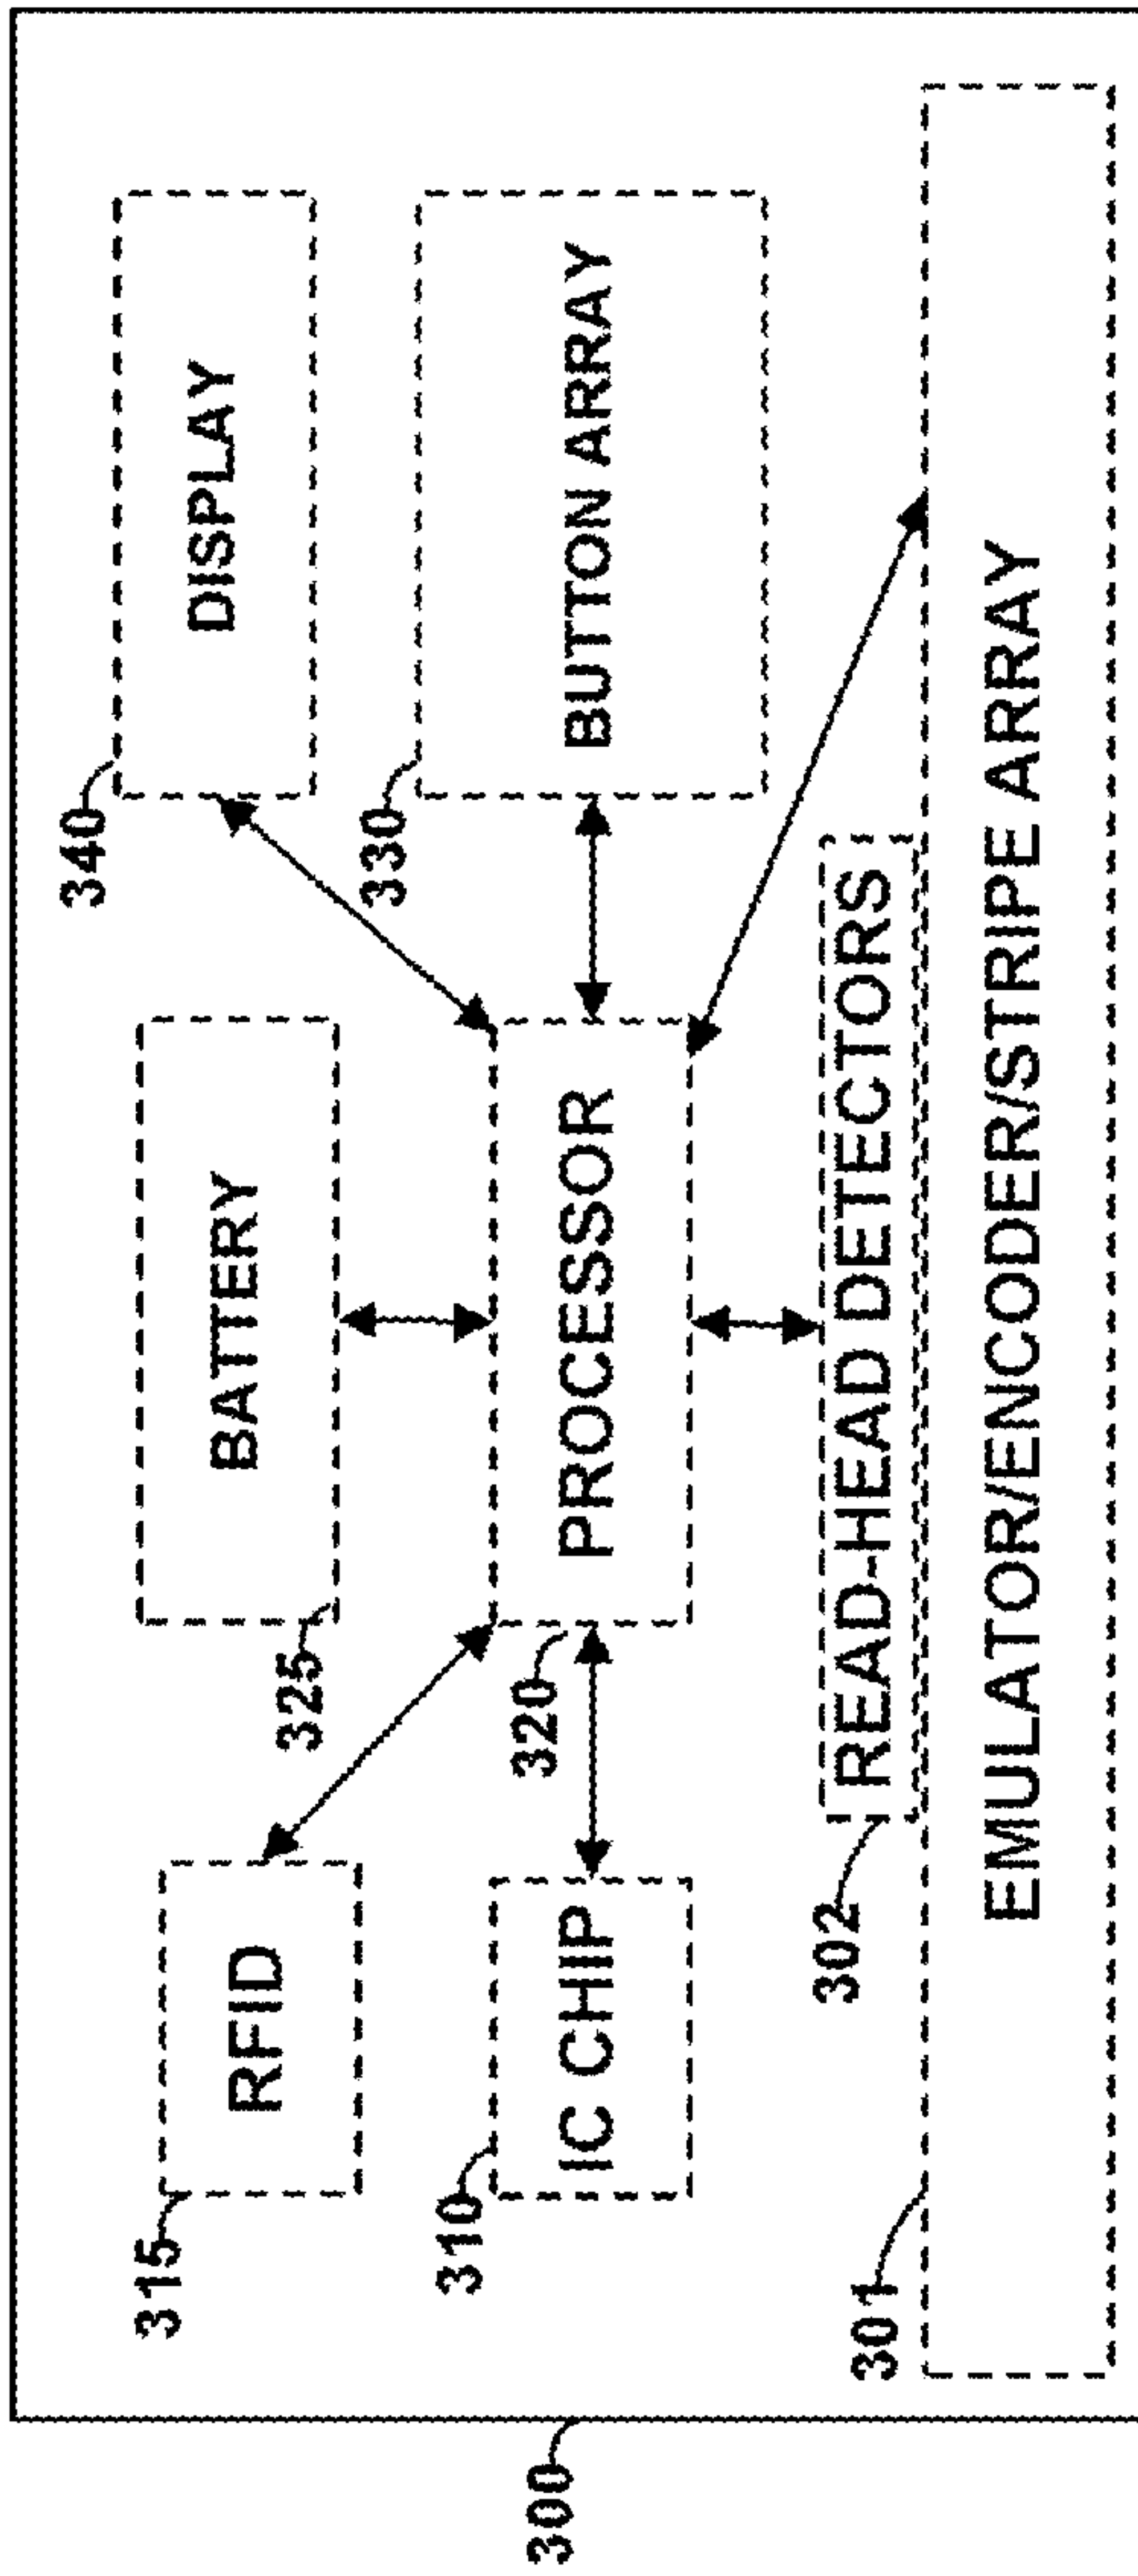 340
DISPLAY
BATTERY
325
RFID
315
330
BUTTON ARRAY
PROCESSOR
320
IC CHIP
310
READ-HEAD DETECTORS
302
EMULATOR/ENCODER/STRIPE ARRAY
301
300